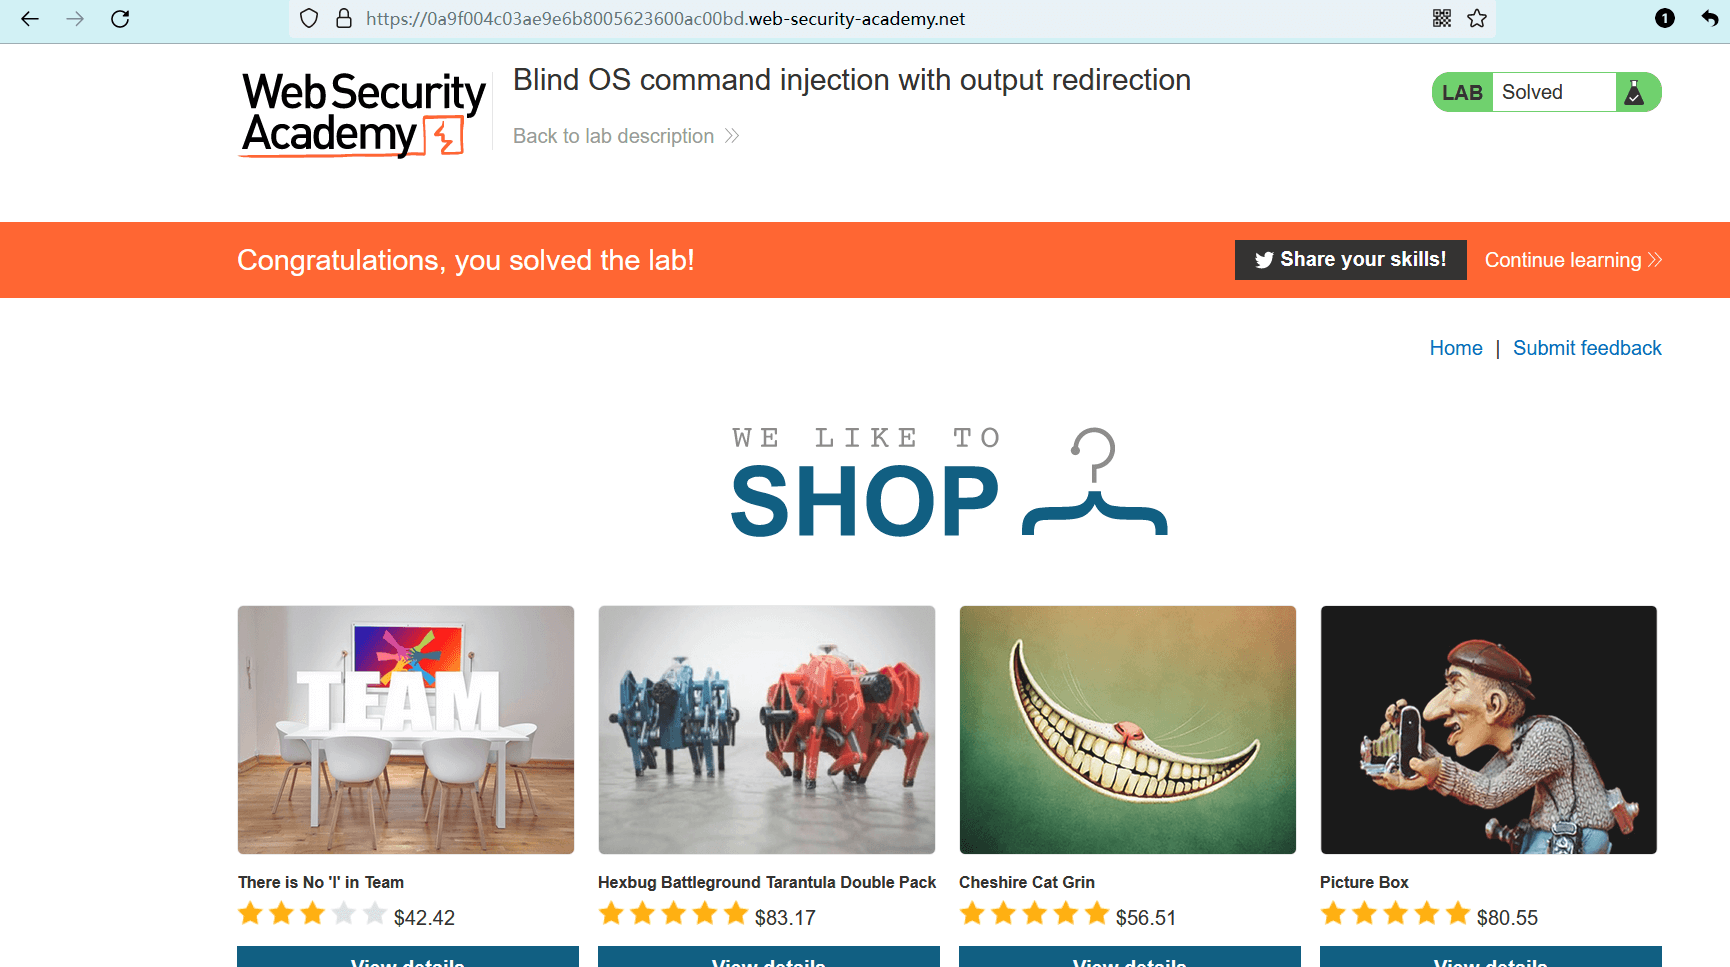 https://0a9f004c03ae9e6b8005623600ac00bd.web-security-academy.net
1
Web Security
Academy
Blind OS command injection with output redirection
Back to lab description
LAB Solved
Congratulations, you solved the lab!
Share your skills!
Continue learning
Home | Submit feedback
WE LIKE TO
SHOP
TEAM
There is No 'I' in Team
$42.42
View details
Hexbug Battleground Tarantula Double Pack
$83.17
View details
Cheshire Cat Grin
$56.51
View details
Picture Box
$80.55
View details